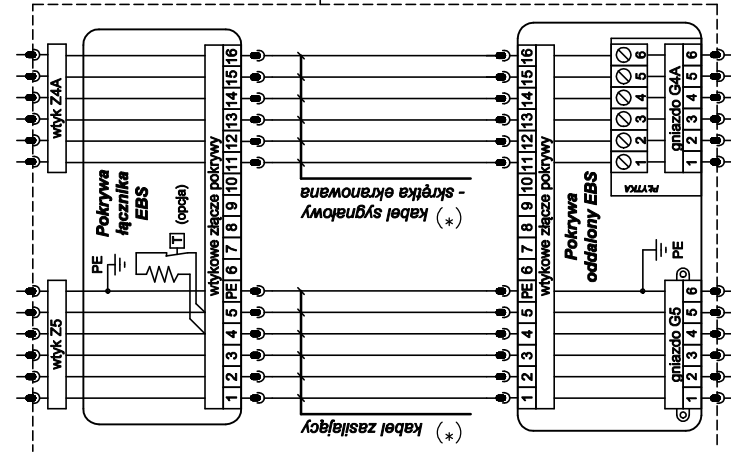 wtyk Z4A
Pokrywa
łącznika
EBS
PE
T
(opcja)
wtyk Z5
wtykowe złącze pokrywy
16
15
14
13
12
11
10
9
8
7
6
PE
5
4
3
2
1
(*) kabel sygnałowy
- skrętka ekranowana
(*) kabel zasilający
wtykowe złącze pokrywy
16
15
14
13
12
11
10
9
8
7
6
PE
5
4
3
2
1
Pokrywa
oddalony EBS
PE
PŁYTKA
6
5
4
3
2
1
gniazdo G4A
6
5
4
3
2
1
gniazdo G5
6
5
4
3
2
1